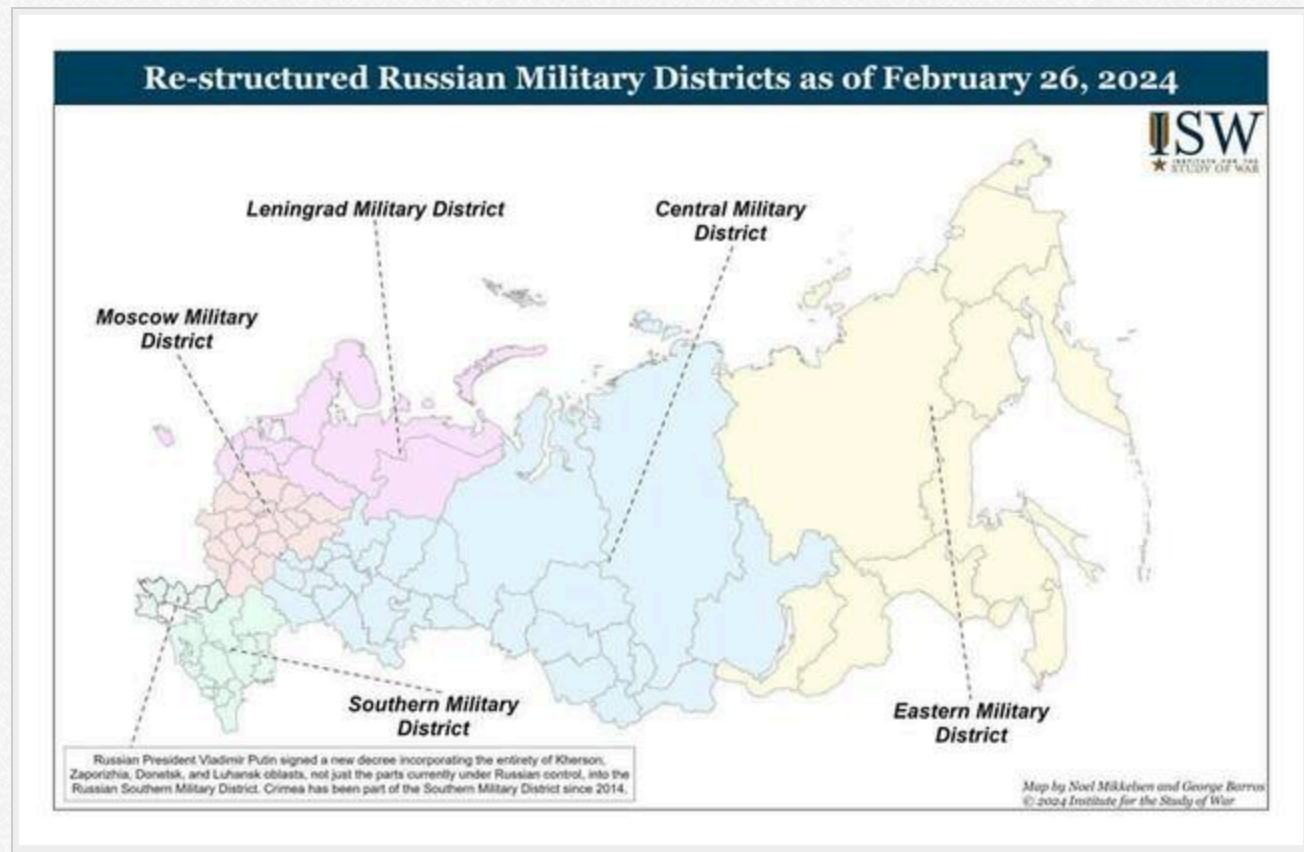 Re-structured Russian Military Districts as of February 26, 2024
ISW
INSTITUTE FOR THE
STUDY OF WAR
Leningrad Military District
Central Military
District
Moscow Military
District
Southern Military
District
Eastern Military
District
Russian President Vladimir Putin signed a new decree incorporating the entirety of Kherson,
Zaporizhia, Donetsk, and Luhansk oblasts, not just the parts currently under Russian control, into the
Russian Southern Military District. Crimea has been part of the Southern Military District since 2014.
Map by Noel Mikkelsen and George Barros
© 2024 Institute for the Study of War